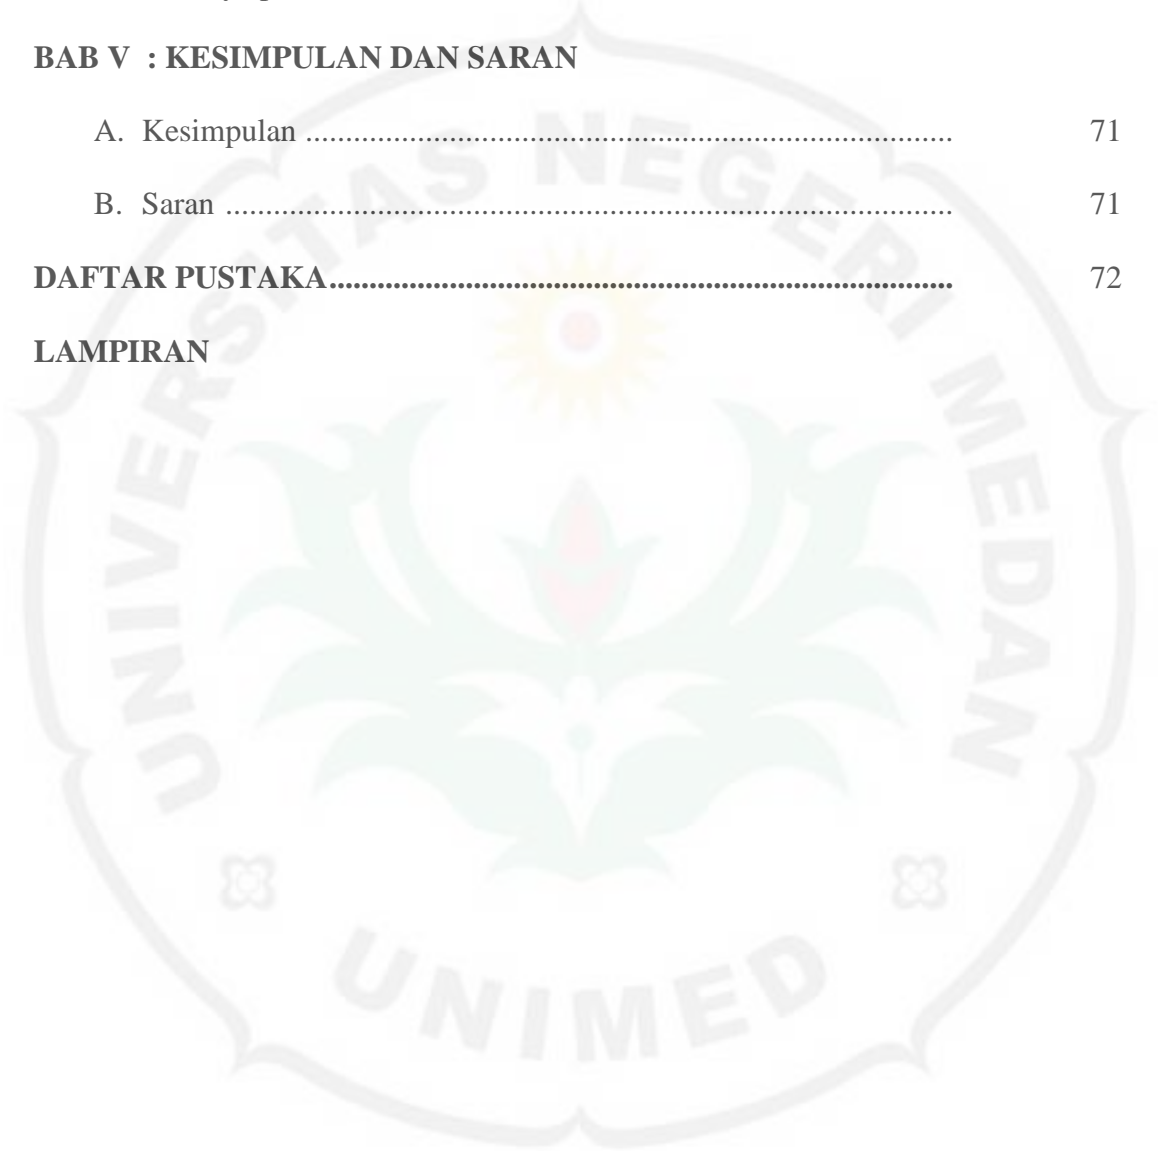 BAB V : KESIMPULAN DAN SARAN
A. Kesimpulan .................................................................................. 71
B. Saran ............................................................................................ 71
DAFTAR PUSTAKA.............................................................................. 72
LAMPIRAN
UNIVERSITAS NEGERI MEDAN
UNIMED